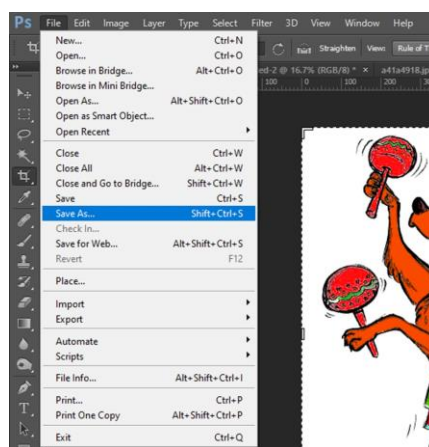 Ps File Edit Image Layer Type Select Filter 3D View Window Help
Straighten View: Rule of T
ed-2 @ 16.7% (RGB/8) * × a41a4918.jp
100 0 100 200
New... Ctrl+N
Open... Ctrl+O
Browse in Bridge... Alt+Ctrl+O
Browse in Mini Bridge...
Open As... Alt+Shift+Ctrl+O
Open as Smart Object...
Open Recent
Close Ctrl+W
Close All Alt+Ctrl+W
Close and Go to Bridge... Shift+Ctrl+W
Save Ctrl+S
Save As... Shift+Ctrl+S
Check In...
Save for Web... Alt+Shift+Ctrl+S
Revert F12
Place...
Import
Export
Automate
Scripts
File Info... Alt+Shift+Ctrl+I
Print... Ctrl+P
Print One Copy Alt+Shift+Ctrl+P
Exit Ctrl+Q